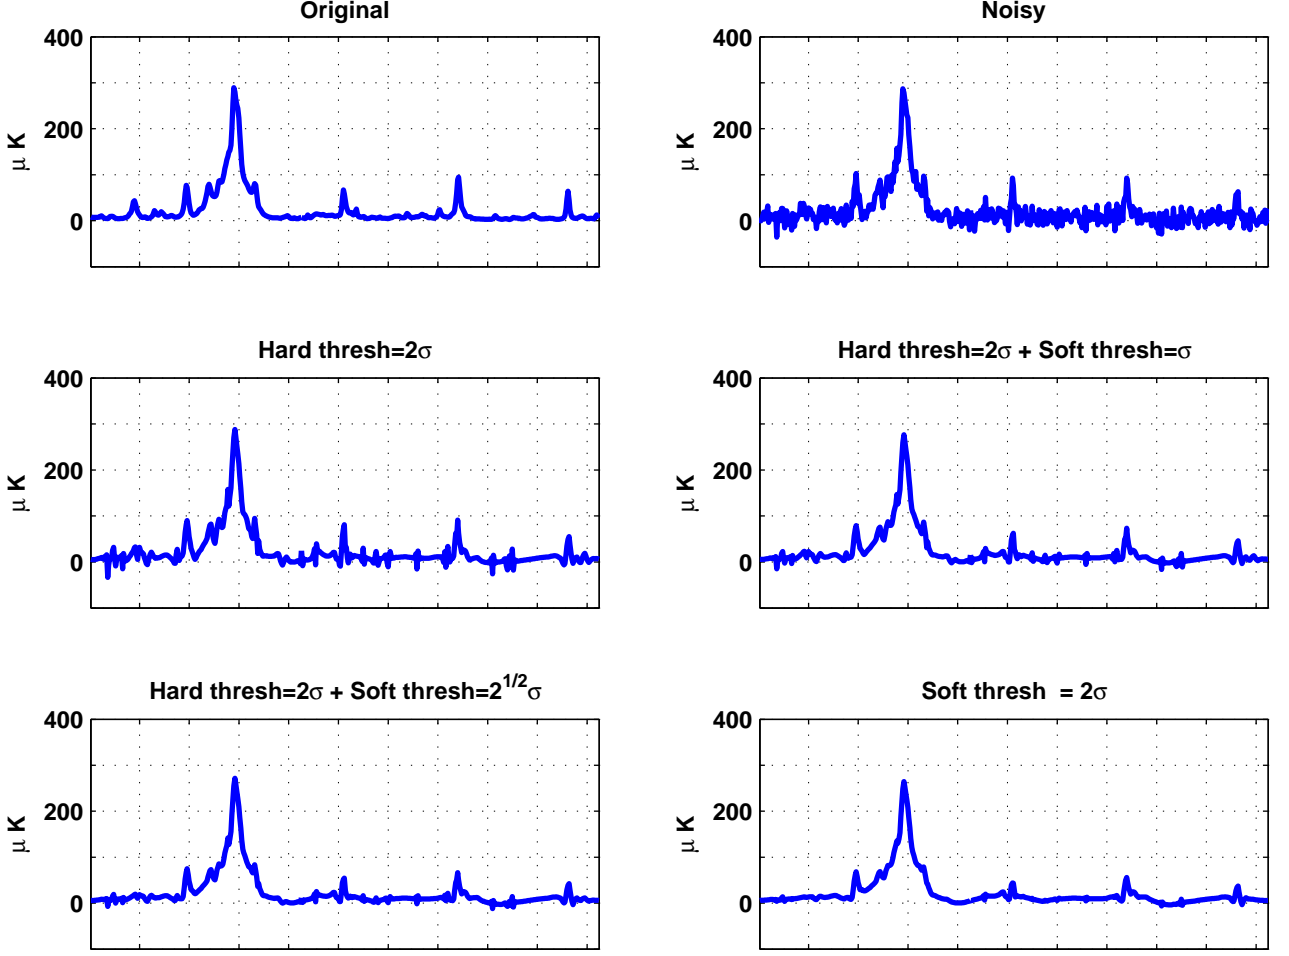 Original
400
200
0
μ K
Noisy
400
200
0
μ K
Hard thresh=2σ
400
200
0
μ K
Hard thresh=2σ + Soft thresh=σ
400
200
0
μ K
Hard thresh=2σ + Soft thresh=2^1/2σ
400
200
0
μ K
Soft thresh = 2σ
400
200
0
μ K